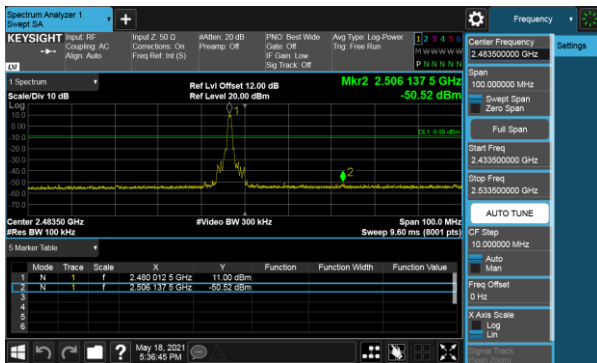 Spectrum Analyzer 1
Swept SA
+
Frequency
KEYSIGHT
Input: RF
Coupling: AC
Align: Auto
Input Z: 50 Ω
Corrections: On
Freq Ref: Int (S)
#Atten: 20 dB
Preamp: Off
PNO: Best Wide
Gate: Off
IF Gain: Low
Sig Track: Off
Avg Type: Log-Power
Trig: Free Run
1 2 3 4 5 6
M W W W W W
P N N N N N
LXI
Center Frequency
2.483500000 GHz
Settings
Span
100.000000 MHz
Swept Span
Zero Span
Full Span
Start Freq
2.433500000 GHz
Stop Freq
2.533500000 GHz
AUTO TUNE
CF Step
10.000000 MHz
Auto
Man
Freq Offset
0 Hz
X Axis Scale
Log
Lin
Signal Track
(Span Zoom)
1 Spectrum
Scale/Div 10 dB
Ref Lvl Offset 12.00 dB
Ref Level 20.00 dBm
Mkr2 2.506 137 5 GHz
-50.52 dBm
Log
10.0
0.00
-10.0
-20.0
-30.0
-40.0
-50.0
-60.0
-70.0
1
2
Center 2.48350 GHz
#Res BW 100 kHz
#Video BW 300 kHz
Span 100.0 MHz
Sweep 9.60 ms (8001 pts)
5 Marker Table
Mode Trace Scale X Y Function Function Width Function Value
1 N 1 f 2.480 012 5 GHz 11.00 dBm
2 N 1 f 2.506 137 5 GHz -50.52 dBm
3
4
5
6
?
May 18, 2021
5:36:45 PM